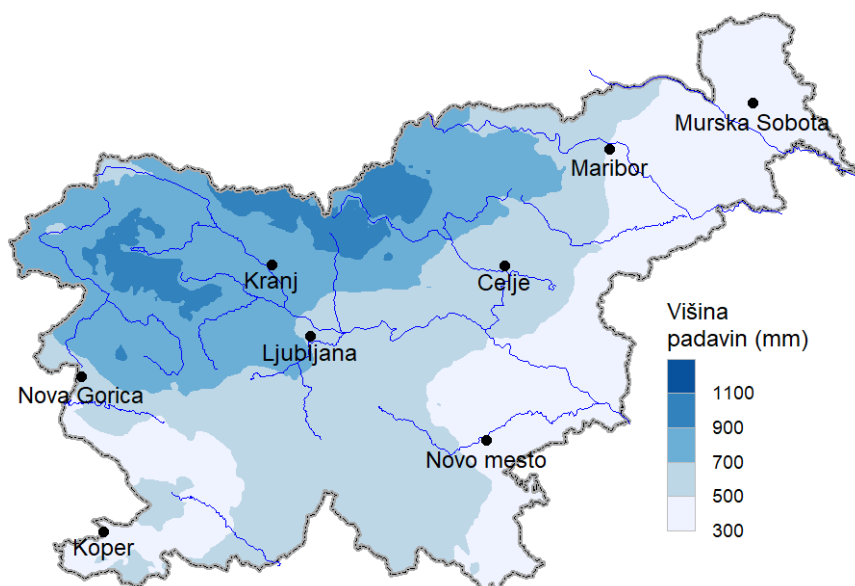 Murska Sobota
Maribor
Kranj
Celje
Ljubljana
Nova Gorica
Novo mesto
Koper
Višina
padavin (mm)
1100
900
700
500
300